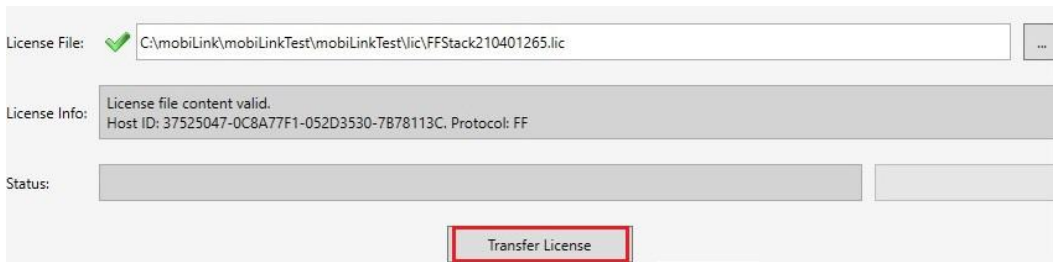 License File:
C:\mobiLink\mobiLinkTest\mobiLinkTest\lic\FFStack210401265.lic
...
License Info:
License file content valid.
Host ID: 37525047-0C8A77F1-052D3530-7B78113C. Protocol: FF
Status:
Transfer License